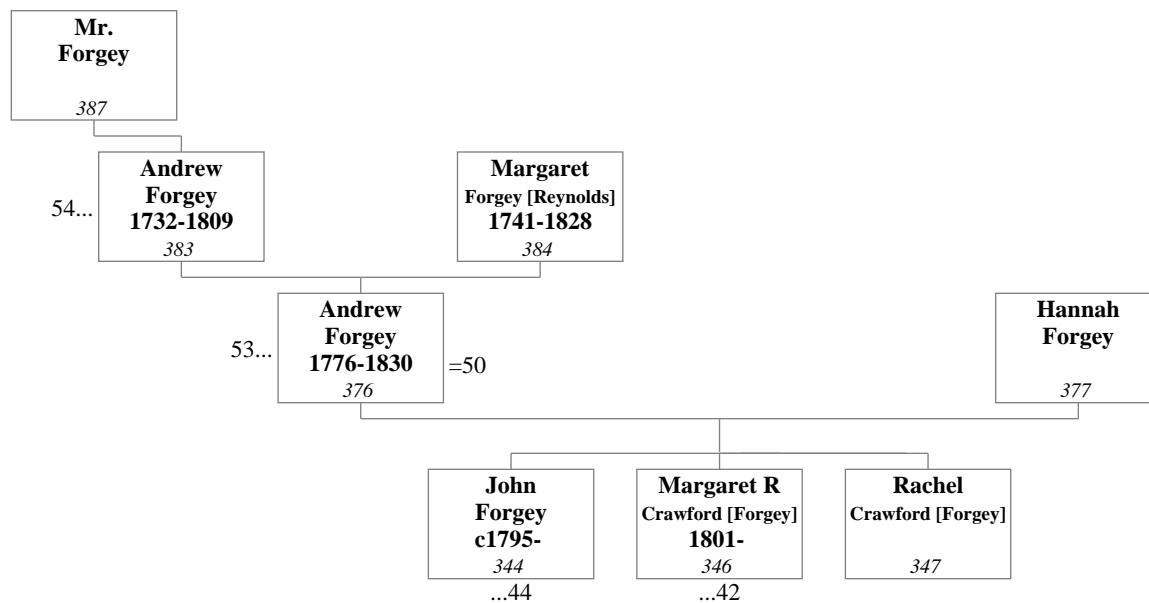 Mr.
Forgey
387
Andrew
Forgey
1732-1809
383
54...
Margaret
Forgey [Reynolds]
1741-1828
384
Andrew
Forgey
1776-1830
376
53...
=50
Hannah
Forgey
377
John
Forgey
c1795-
344
...44
Margaret R
Crawford [Forgey]
1801-
346
...42
Rachel
Crawford [Forgey]
347